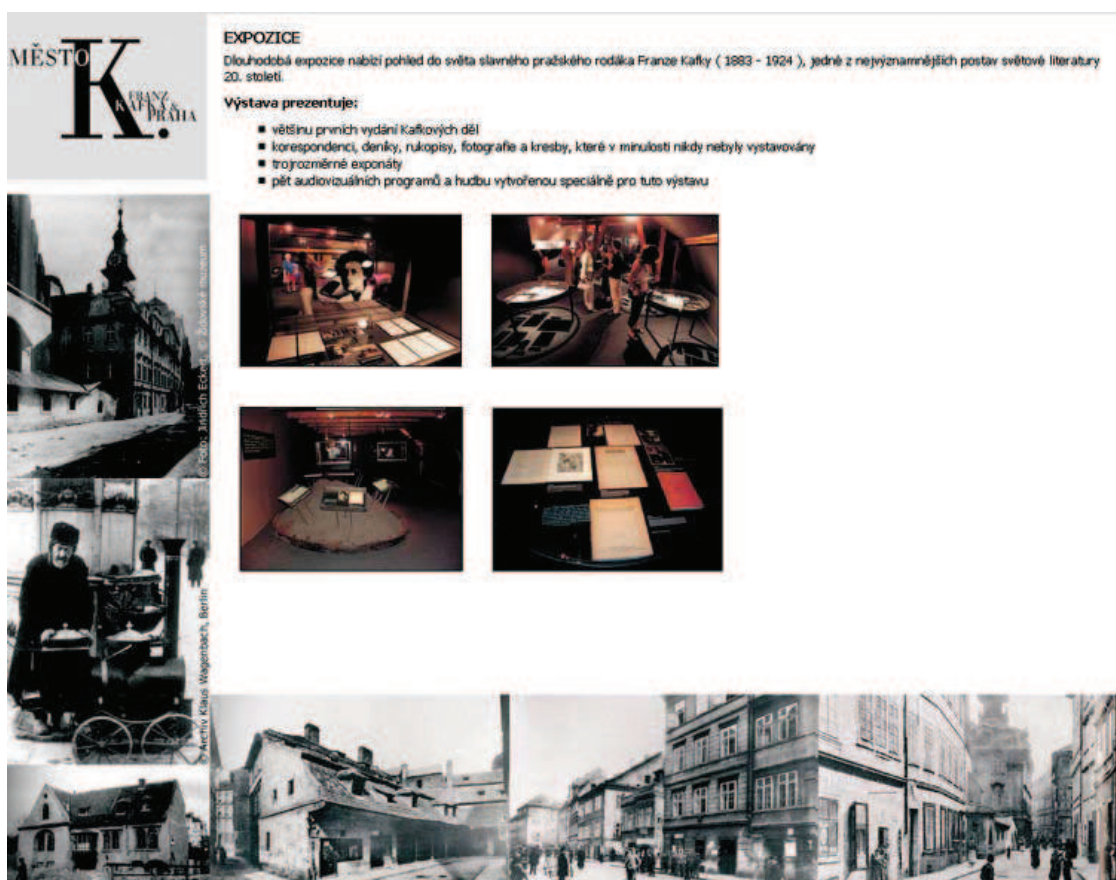 MĚSTO
K.
FRANZ
KAFKA &
PRAHA
EXPOZICE
Dlouhodobá expozice nabízí pohled do světa slavného pražského rodáka Franze Kafky ( 1883 - 1924 ), jedné z nejvýznamnějších postav světové literatury
20. století.
Výstava prezentuje:
většinu prvních vydání Kafkových děl
korespondenci, deníky, rukopisy, fotografie a kresby, které v minulosti nikdy nebyly vystavovány
trojrozměrné exponáty
pět audiovizuálních programů a hudbu vytvořenou speciálně pro tuto výstavu
© Foto: Jindřich Eckert, © Židovské muzeum
© Archiv Klaus Wagenbach, Berlin